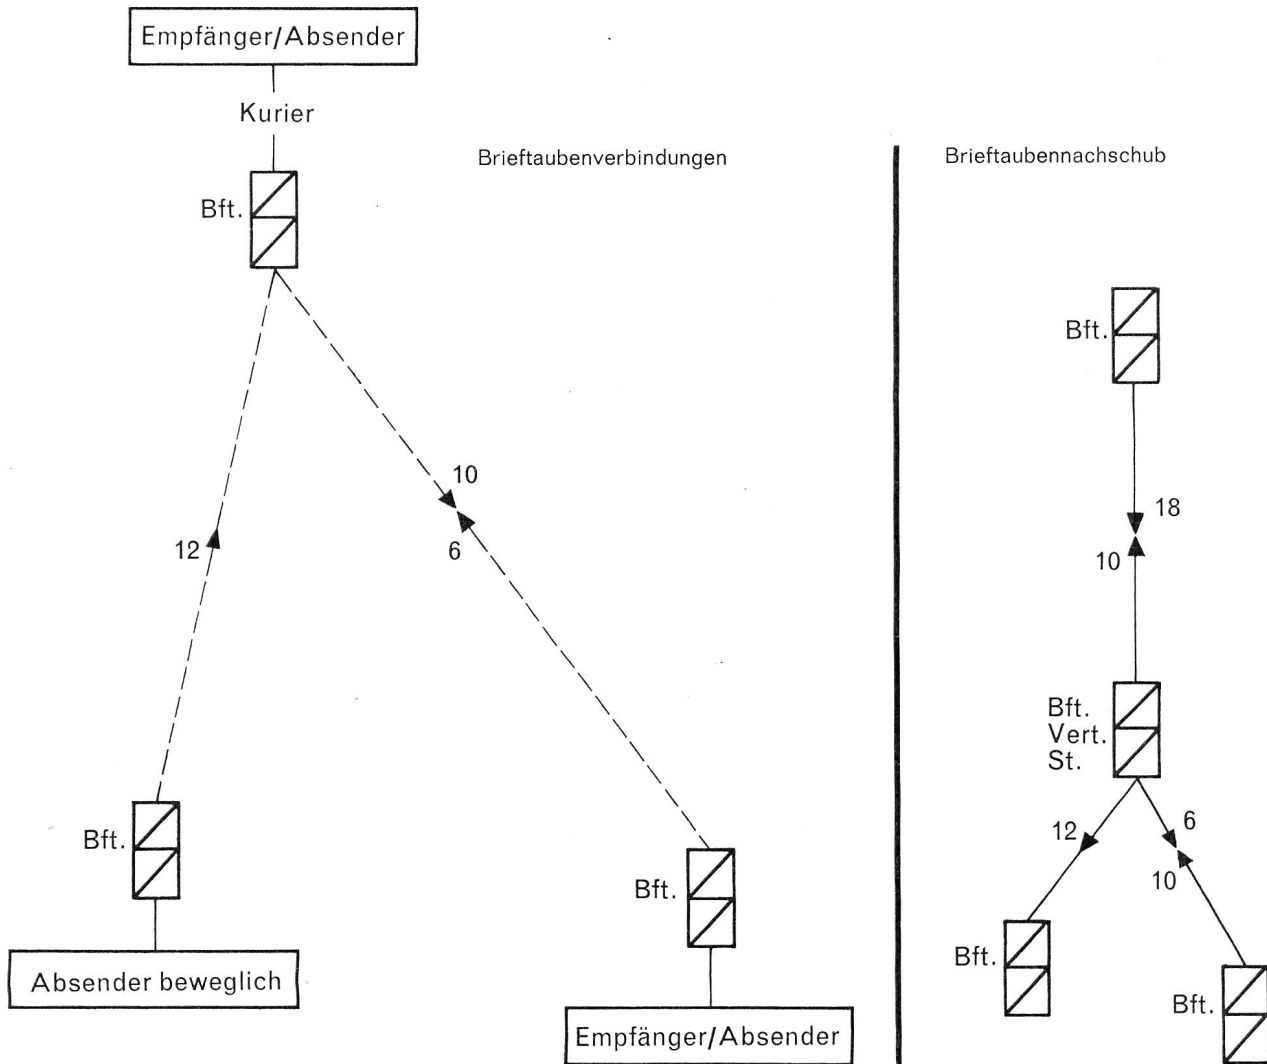 Empfänger/Absender
Kurier
Brieftaubenverbindungen
Bft.
10
12
6
Bft.
Bft.
Absender beweglich
Empfänger/Absender
Brieftaubennachschub
Bft.
18
10
Bft.
Vert.
St.
12
6
10
Bft.
Bft.